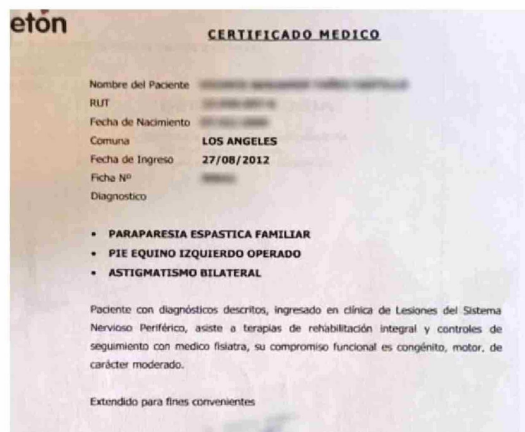 etón
CERTIFICADO MEDICO
Nombre del Paciente
RUT
Fecha de Nacimiento
Comuna LOS ANGELES
Fecha de Ingreso 27/08/2012
Ficha Nº
Diagnostico
• PARAPARESIA ESPASTICA FAMILIAR
• PIE EQUINO IZQUIERDO OPERADO
• ASTIGMATISMO BILATERAL
Paciente con diagnósticos descritos, ingresado en clínica de Lesiones del Sistema
Nervioso Periférico, asiste a terapias de rehabilitación integral y controles de
seguimiento con medico fisiatra, su compromiso funcional es congénito, motor, de
carácter moderado.
Extendido para fines convenientes